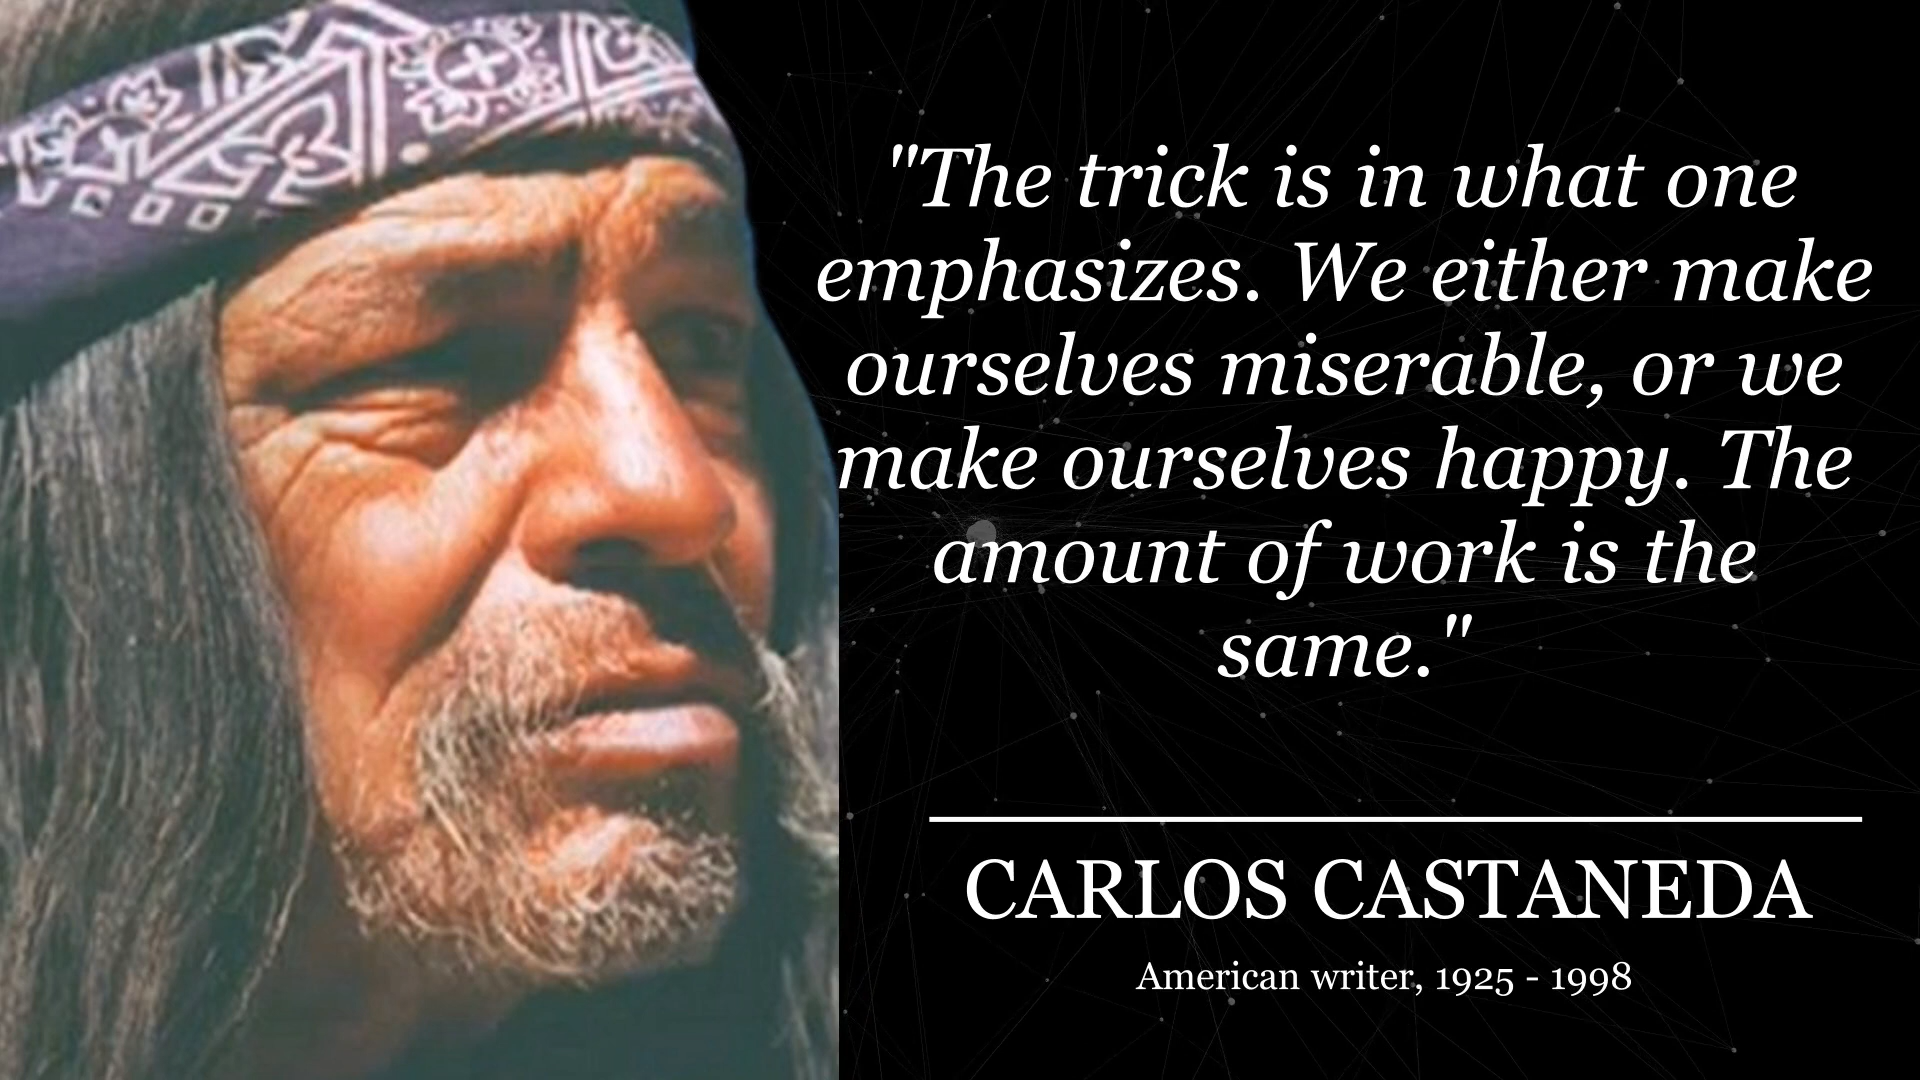 "The trick is in what one
emphasizes. We either make
ourselves miserable, or we
make ourselves happy. The
amount of work is the
same."
CARLOS CASTANEDA
American writer, 1925 - 1998